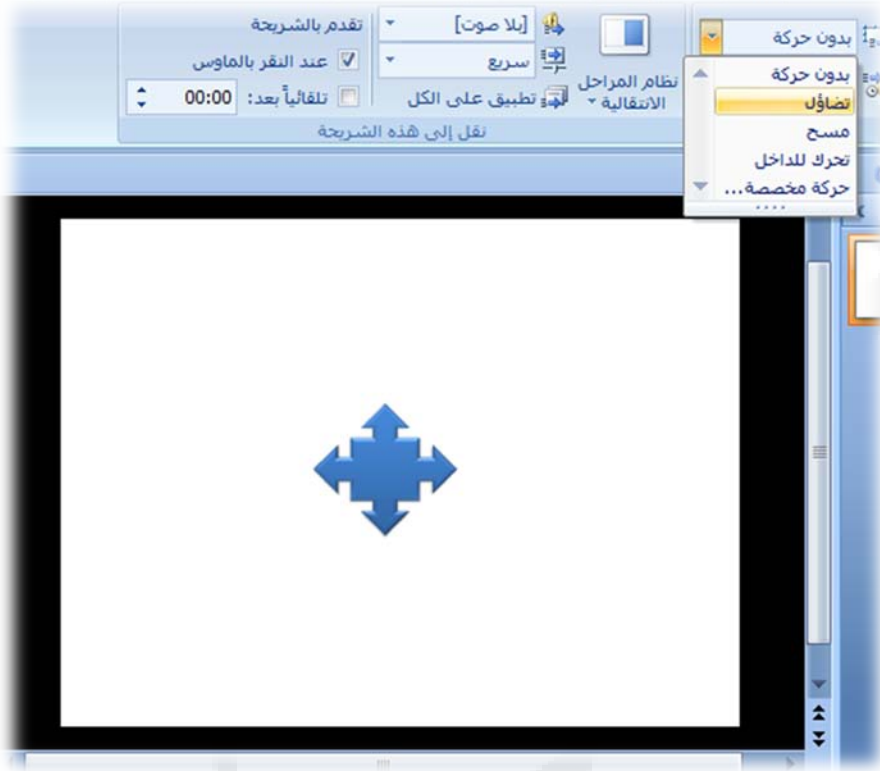 بدون حركة
بدون حركة
تضاؤل
مسح
تحرك للداخل
حركة مخصصة...
نظام المراحل
الانتقالية
[بلا صوت]
سريع
تطبيق على الكل
تقدم بالشريحة
عند النقر بالماوس
تلقائياً بعد: 00:00
نقل إلى هذه الشريحة